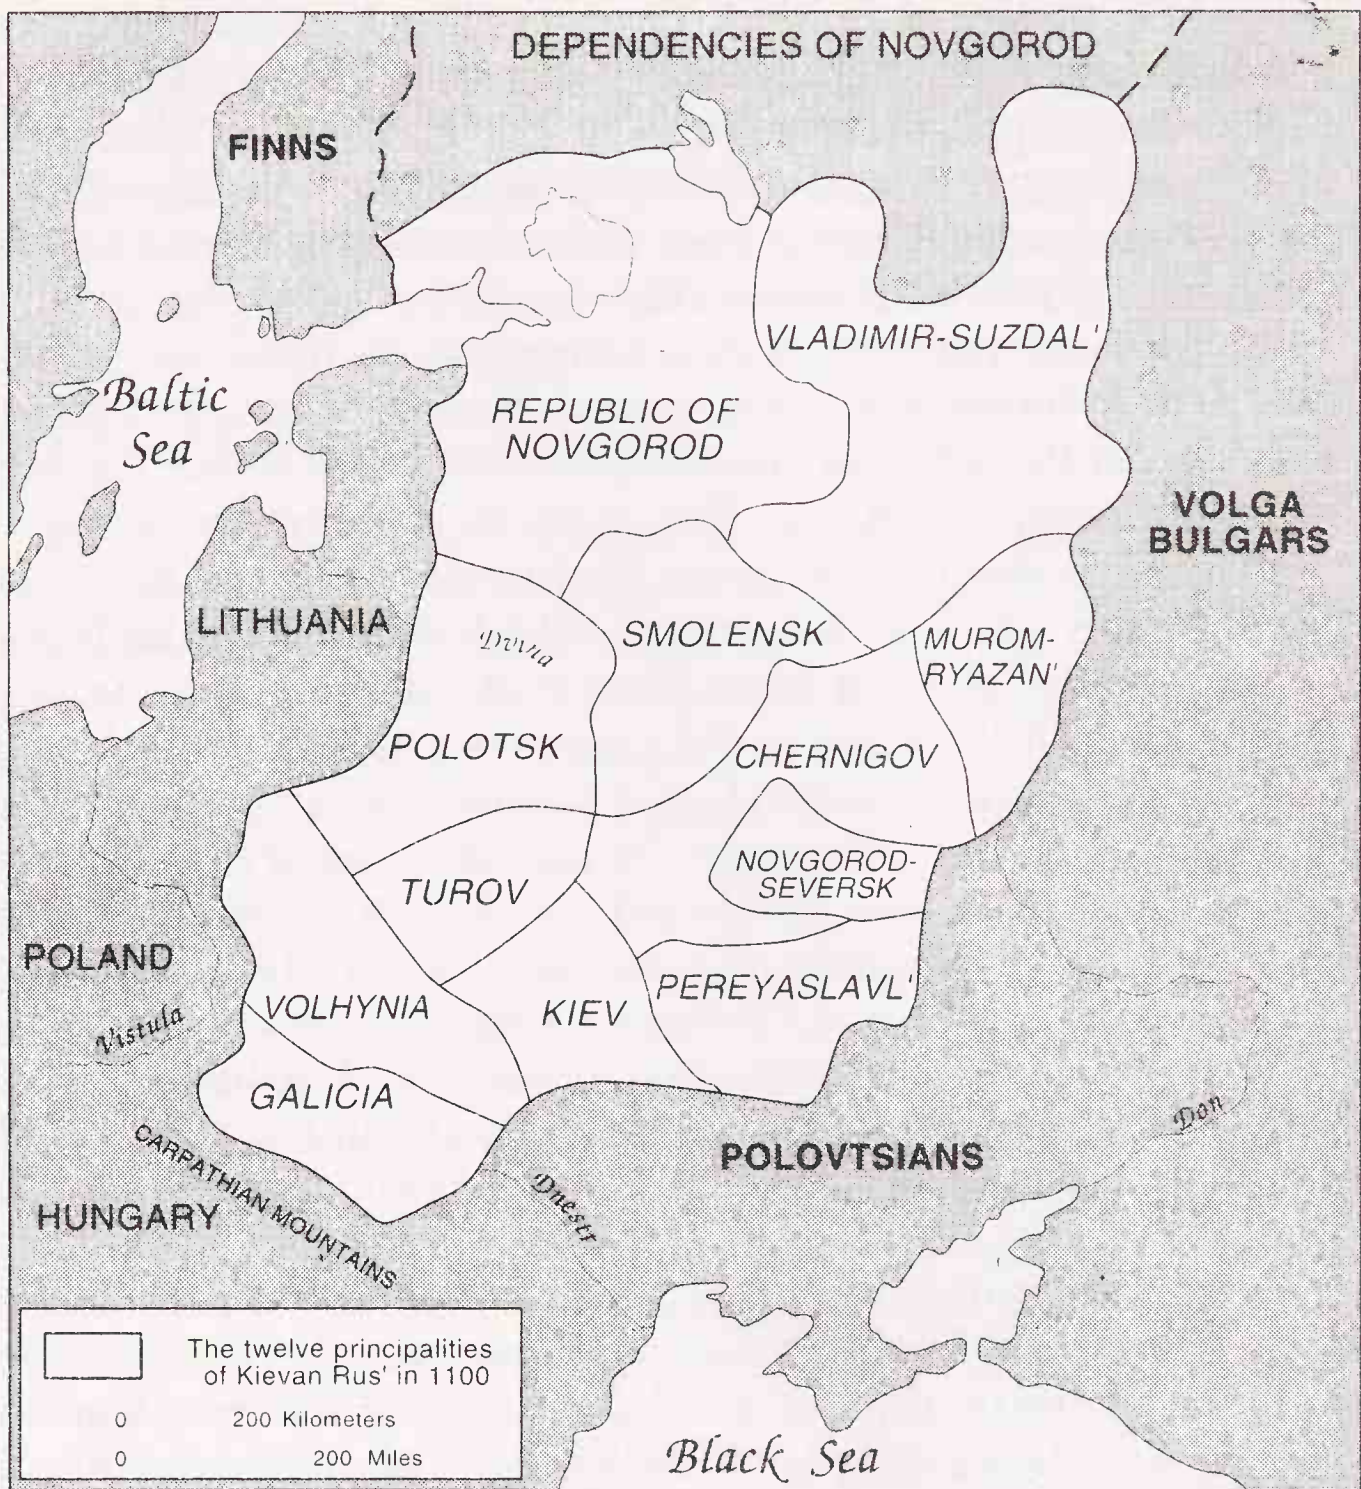 DEPENDENCIES OF NOVGOROD
FINNS
VLADIMIR-SUZDAL'
Baltic
Sea
REPUBLIC OF
NOVGOROD
VOLGA
BULGARS
LITHUANIA
Dvina
SMOLENSK
MUROM-
RYAZAN'
POLOTSK
CHERNIGOV
NOVGOROD-
SEVERSK
TUROV
POLAND
PEREYASLAVL'
VOLHYNIA
KIEV
Vistula
GALICIA
Don
CARPATHIAN MOUNTAINS
POLOVTSIANS
HUNGARY
Dnestr
The twelve principalities
of Kievan Rus' in 1100
0 200 Kilometers
0 200 Miles
Black Sea